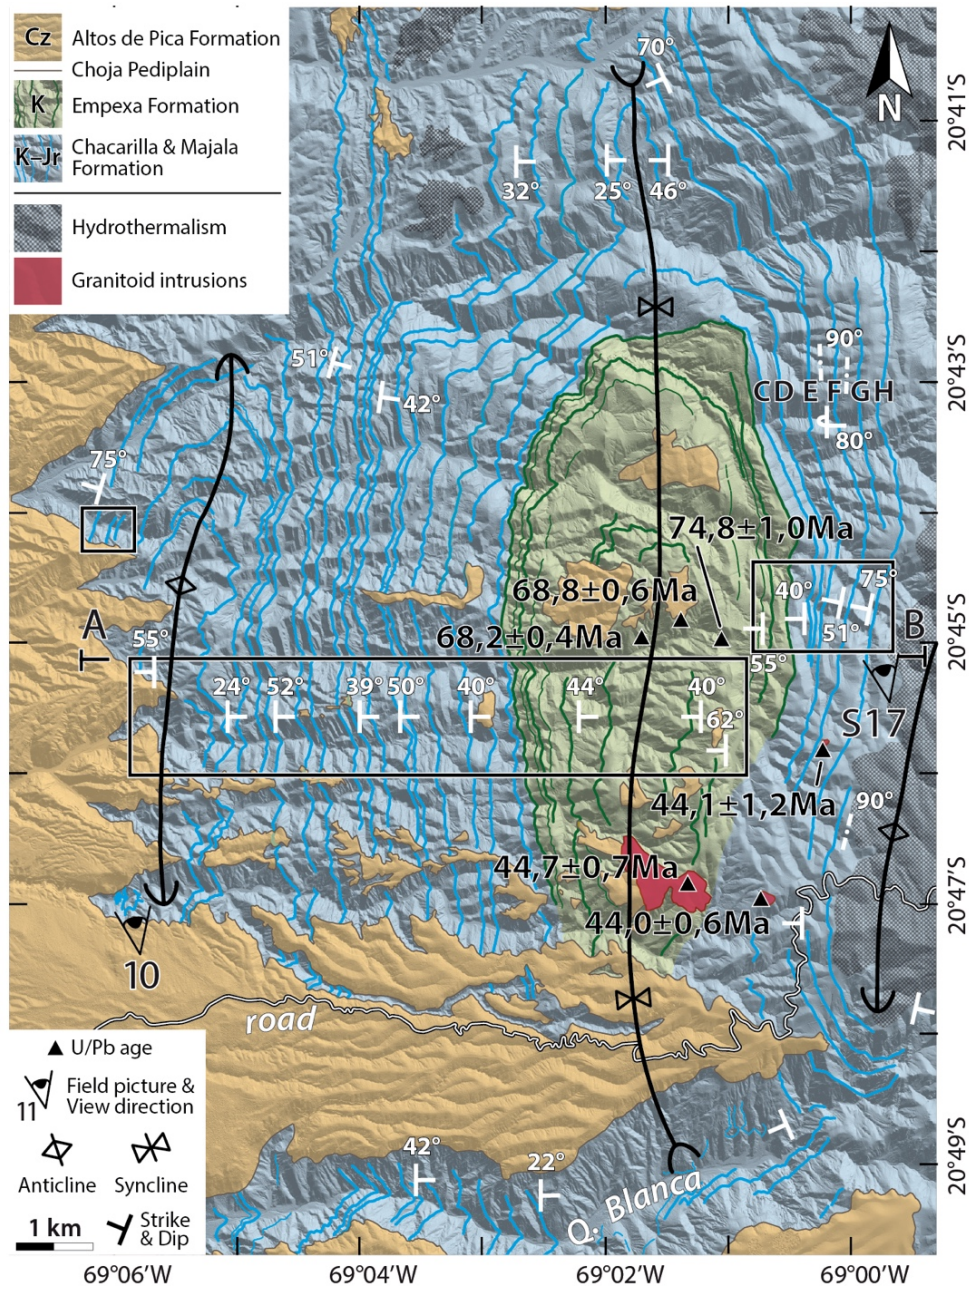 Cz
Altos de Pica Formation
Choja Pediplain
K
Empexa Formation
K–Jr
Chacarilla & Majala
Formation
Hydrothermalism
Granitoid intrusions
70°
N
32°
25°
46°
51°
42°
90°
CD E F GH
80°
75°
74,8±1,0Ma
68,8±0,6Ma
68,2±0,4Ma
40°
75°
51°
A
55°
B
55°
24°
52°
39°
50°
40°
44°
40°
62°
S17
44,1±1,2Ma
90°
44,7±0,7Ma
44,0±0,6Ma
10
road
U/Pb age
11
Field picture &
View direction
Anticline
Syncline
1 km
Strike
& Dip
42°
22°
Q. Blanca
20°41'S
20°43'S
20°45'S
20°47'S
20°49'S
69°06'W
69°04'W
69°02'W
69°00'W